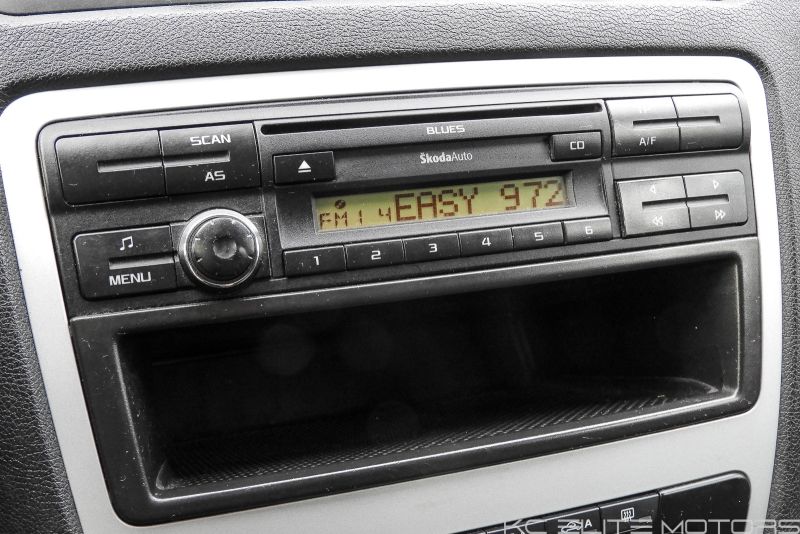 BLUES
SCAN
TP
ŠkodaAuto
CD
A/F
AS
FM1 4 EASY 972
MENU
1 2 3 4 5 6
A
KC ELITE MOTORS